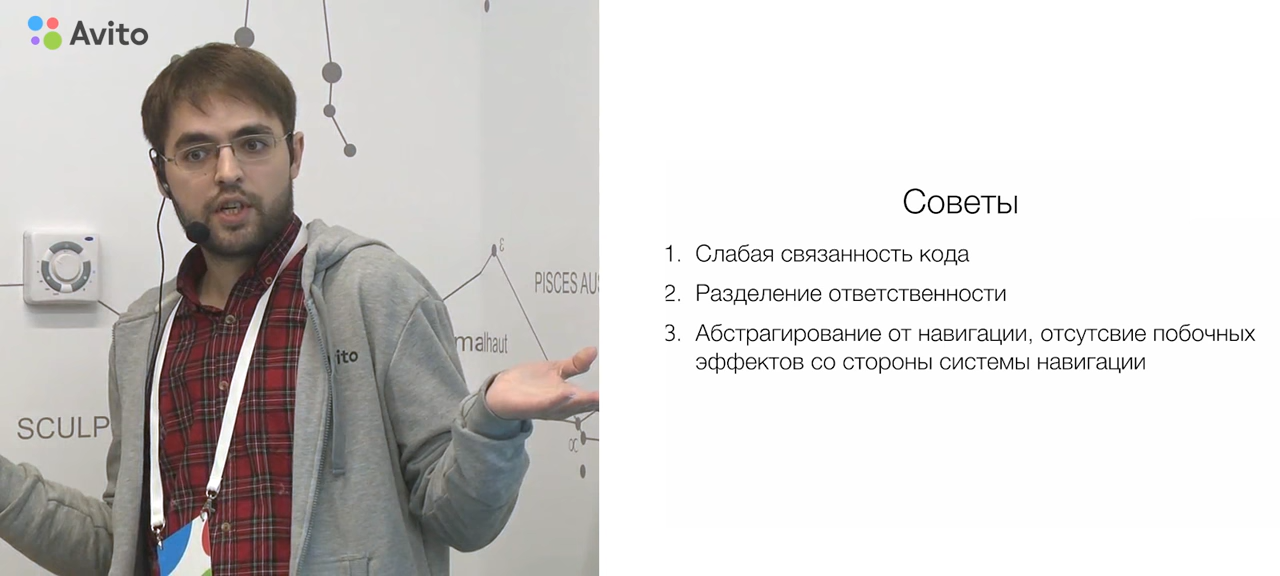 Avito
ε
PISCES AUS
malhaut
ito
SCULP
α
Советы
1. Слабая связанность кода
2. Разделение ответственности
3. Абстрагирование от навигации, отсутсвие побочных
эффектов со стороны системы навигации